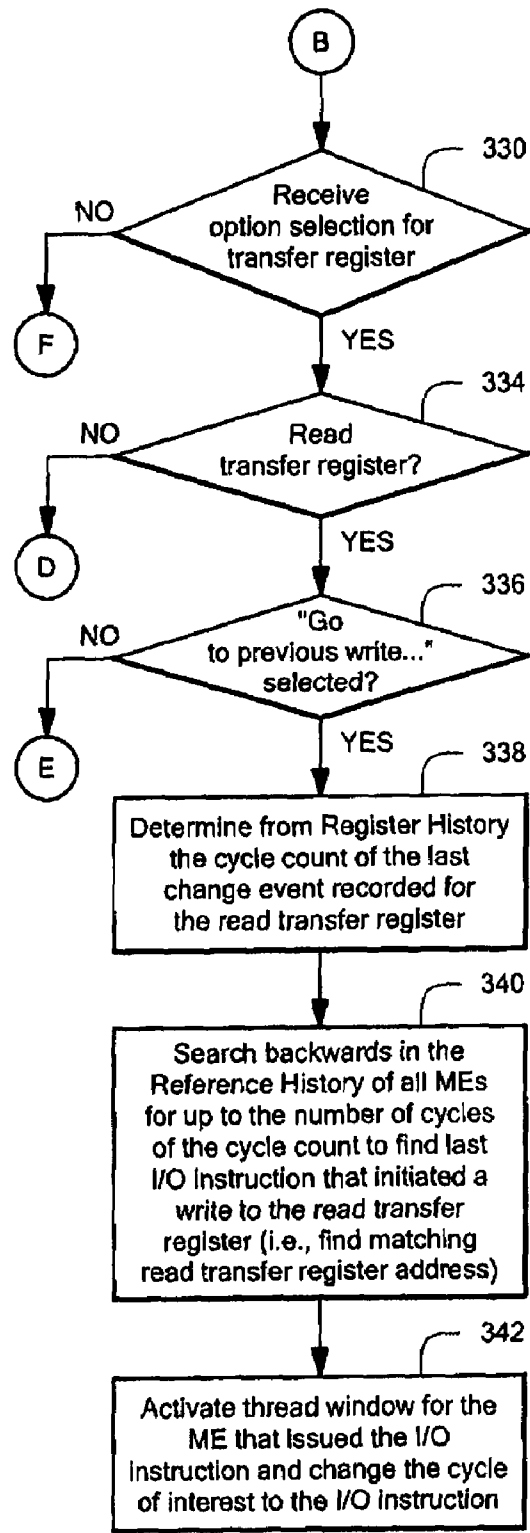 B
330
Receive
option selection for
transfer register
NO
F
YES
334
Read
transfer register?
NO
D
YES
336
"Go
to previous write..."
selected?
NO
E
YES
338
Determine from Register History
the cycle count of the last
change event recorded for
the read transfer register
340
Search backwards in the
Reference History of all MEs
for up to the number of cycles
of the cycle count to find last
I/O instruction that initiated a
write to the read transfer
register (i.e., find matching
read transfer register address)
342
Activate thread window for the
ME that issued the I/O
instruction and change the cycle
of interest to the I/O instruction